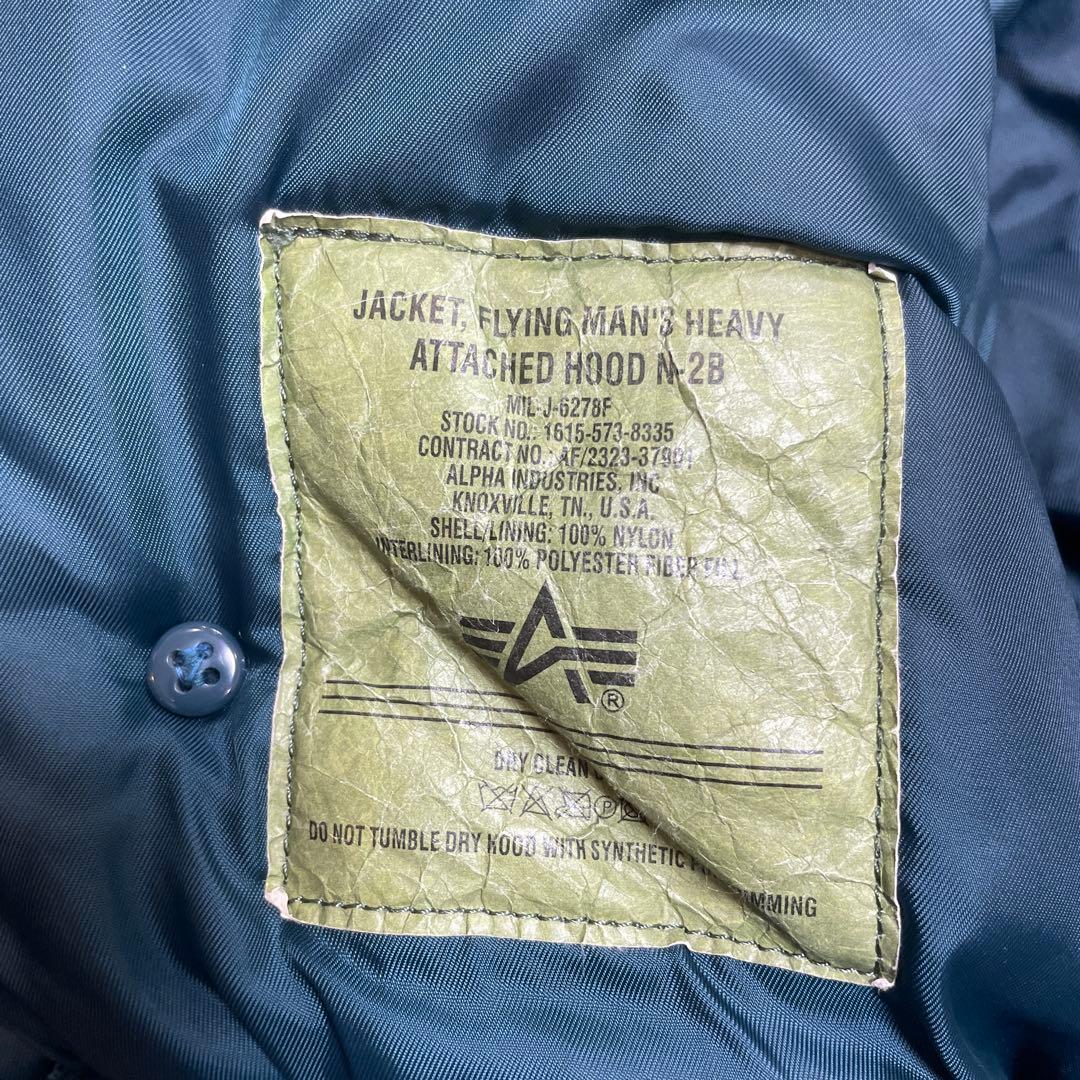 JACKET, FLYING MAN'S HEAVY
ATTACHED HOOD N-2B
MIL-J-6278F
STOCK NO.: 1615-573-8335
CONTRACT NO.: AF/2323-37991
ALPHA INDUSTRIES, INC
KNOXVILLE, TN., U.S.A.
SHELL/LINING: 100% NYLON
INTERLINING: 100% POLYESTER FIBER FILL
®
DRY CLEAN
P
DO NOT TUMBLE DRY HOOD WITH SYNTHETIC